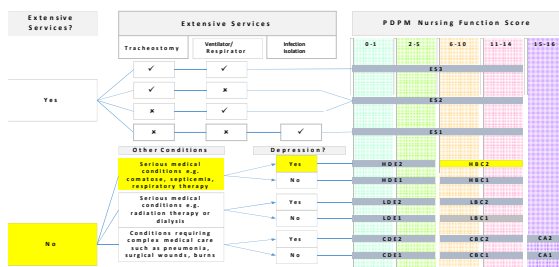 Extensive
Services?
Extensive Services
PDPM Nursing Function Score
Tracheostomy
Ventilator/
Respirator
Infection
Isolation
0-1
2-5
6-10
11-14
15-16
Yes
✓ ✓
ES3
✓ ×
× ✓
ES2
× × ✓
ES1
Other Conditions
Depression?
Serious medical
conditions e.g.
comatose, septicemia,
respiratory therapy
Yes
HDE2
HBC2
No
HDE1
HBC1
Serious medical
conditions e.g.
radiation therapy or
dialysis
Yes
LDE2
LBC2
No
LDE1
LBC1
No
Conditions requiring
complex medical care
such as pneumonia,
surgical wounds, burns
Yes
CDE2
CBC2
CA2
No
CDE1
CBC1
CA1